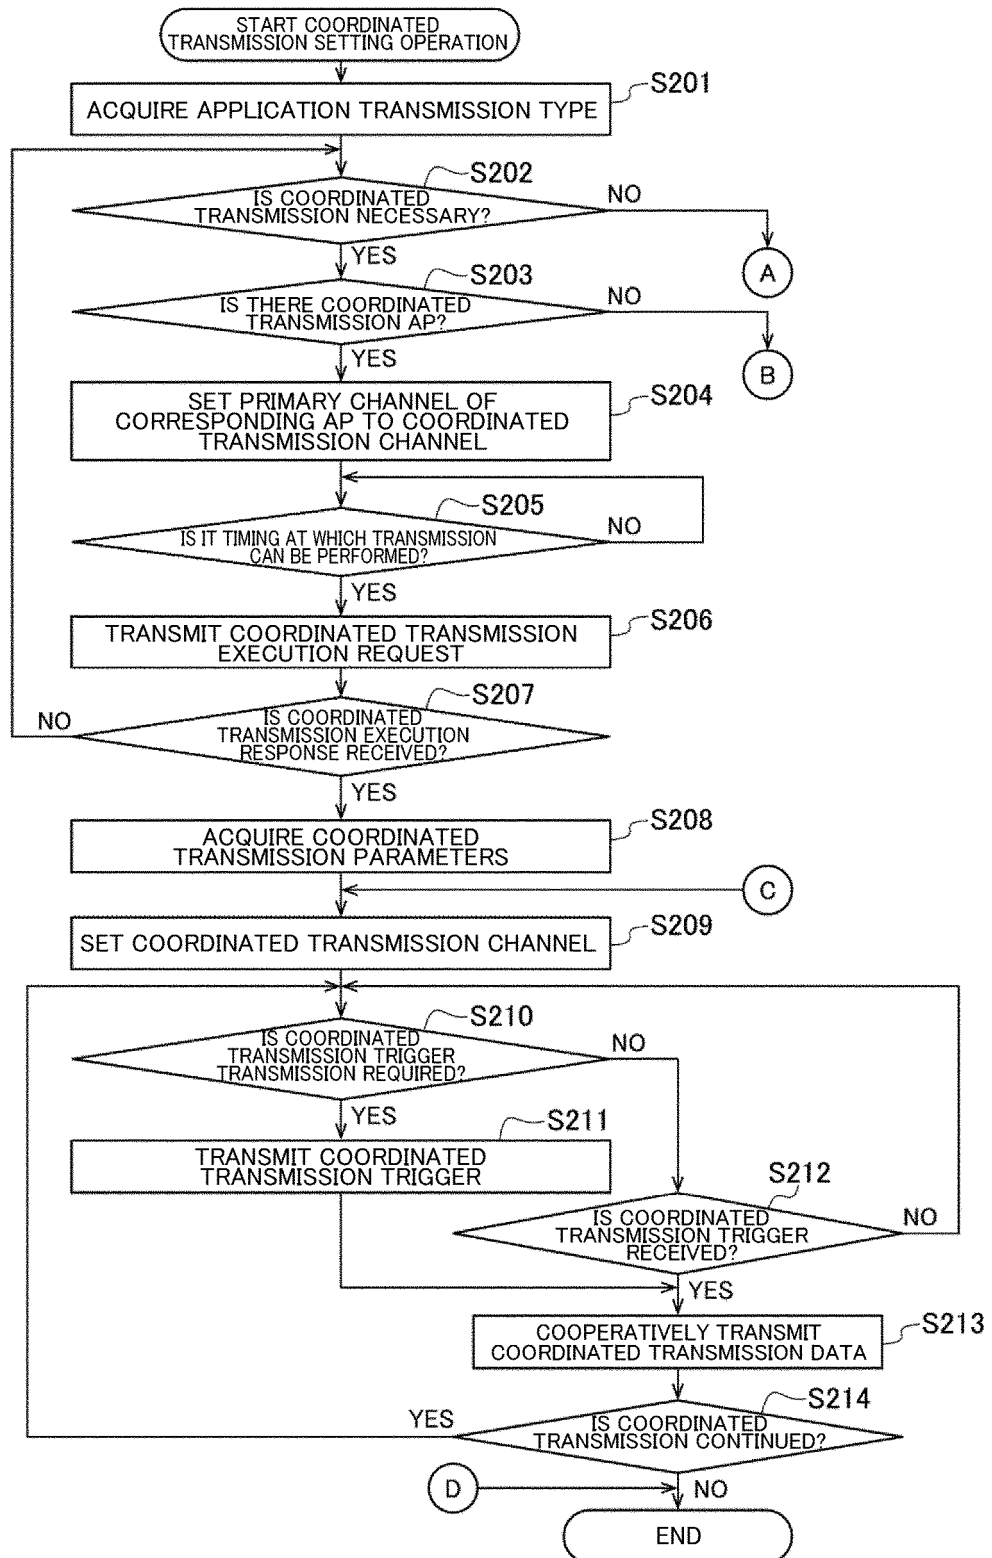 START COORDINATED
TRANSMISSION SETTING OPERATION
S201
ACQUIRE APPLICATION TRANSMISSION TYPE
S202
IS COORDINATED
TRANSMISSION NECESSARY?
NO
YES
A
S203
IS THERE COORDINATED
TRANSMISSION AP?
NO
YES
B
S204
SET PRIMARY CHANNEL OF
CORRESPONDING AP TO COORDINATED
TRANSMISSION CHANNEL
S205
IS IT TIMING AT WHICH TRANSMISSION
CAN BE PERFORMED?
NO
YES
S206
TRANSMIT COORDINATED TRANSMISSION
EXECUTION REQUEST
S207
NO
IS COORDINATED
TRANSMISSION EXECUTION
RESPONSE RECEIVED?
YES
S208
ACQUIRE COORDINATED
TRANSMISSION PARAMETERS
C
S209
SET COORDINATED TRANSMISSION CHANNEL
S210
IS COORDINATED
TRANSMISSION TRIGGER
TRANSMISSION REQUIRED?
NO
YES
S211
TRANSMIT COORDINATED
TRANSMISSION TRIGGER
S212
IS COORDINATED
TRANSMISSION TRIGGER
RECEIVED?
NO
YES
S213
COOPERATIVELY TRANSMIT
COORDINATED TRANSMISSION DATA
S214
YES
IS COORDINATED
TRANSMISSION CONTINUED?
D
NO
END